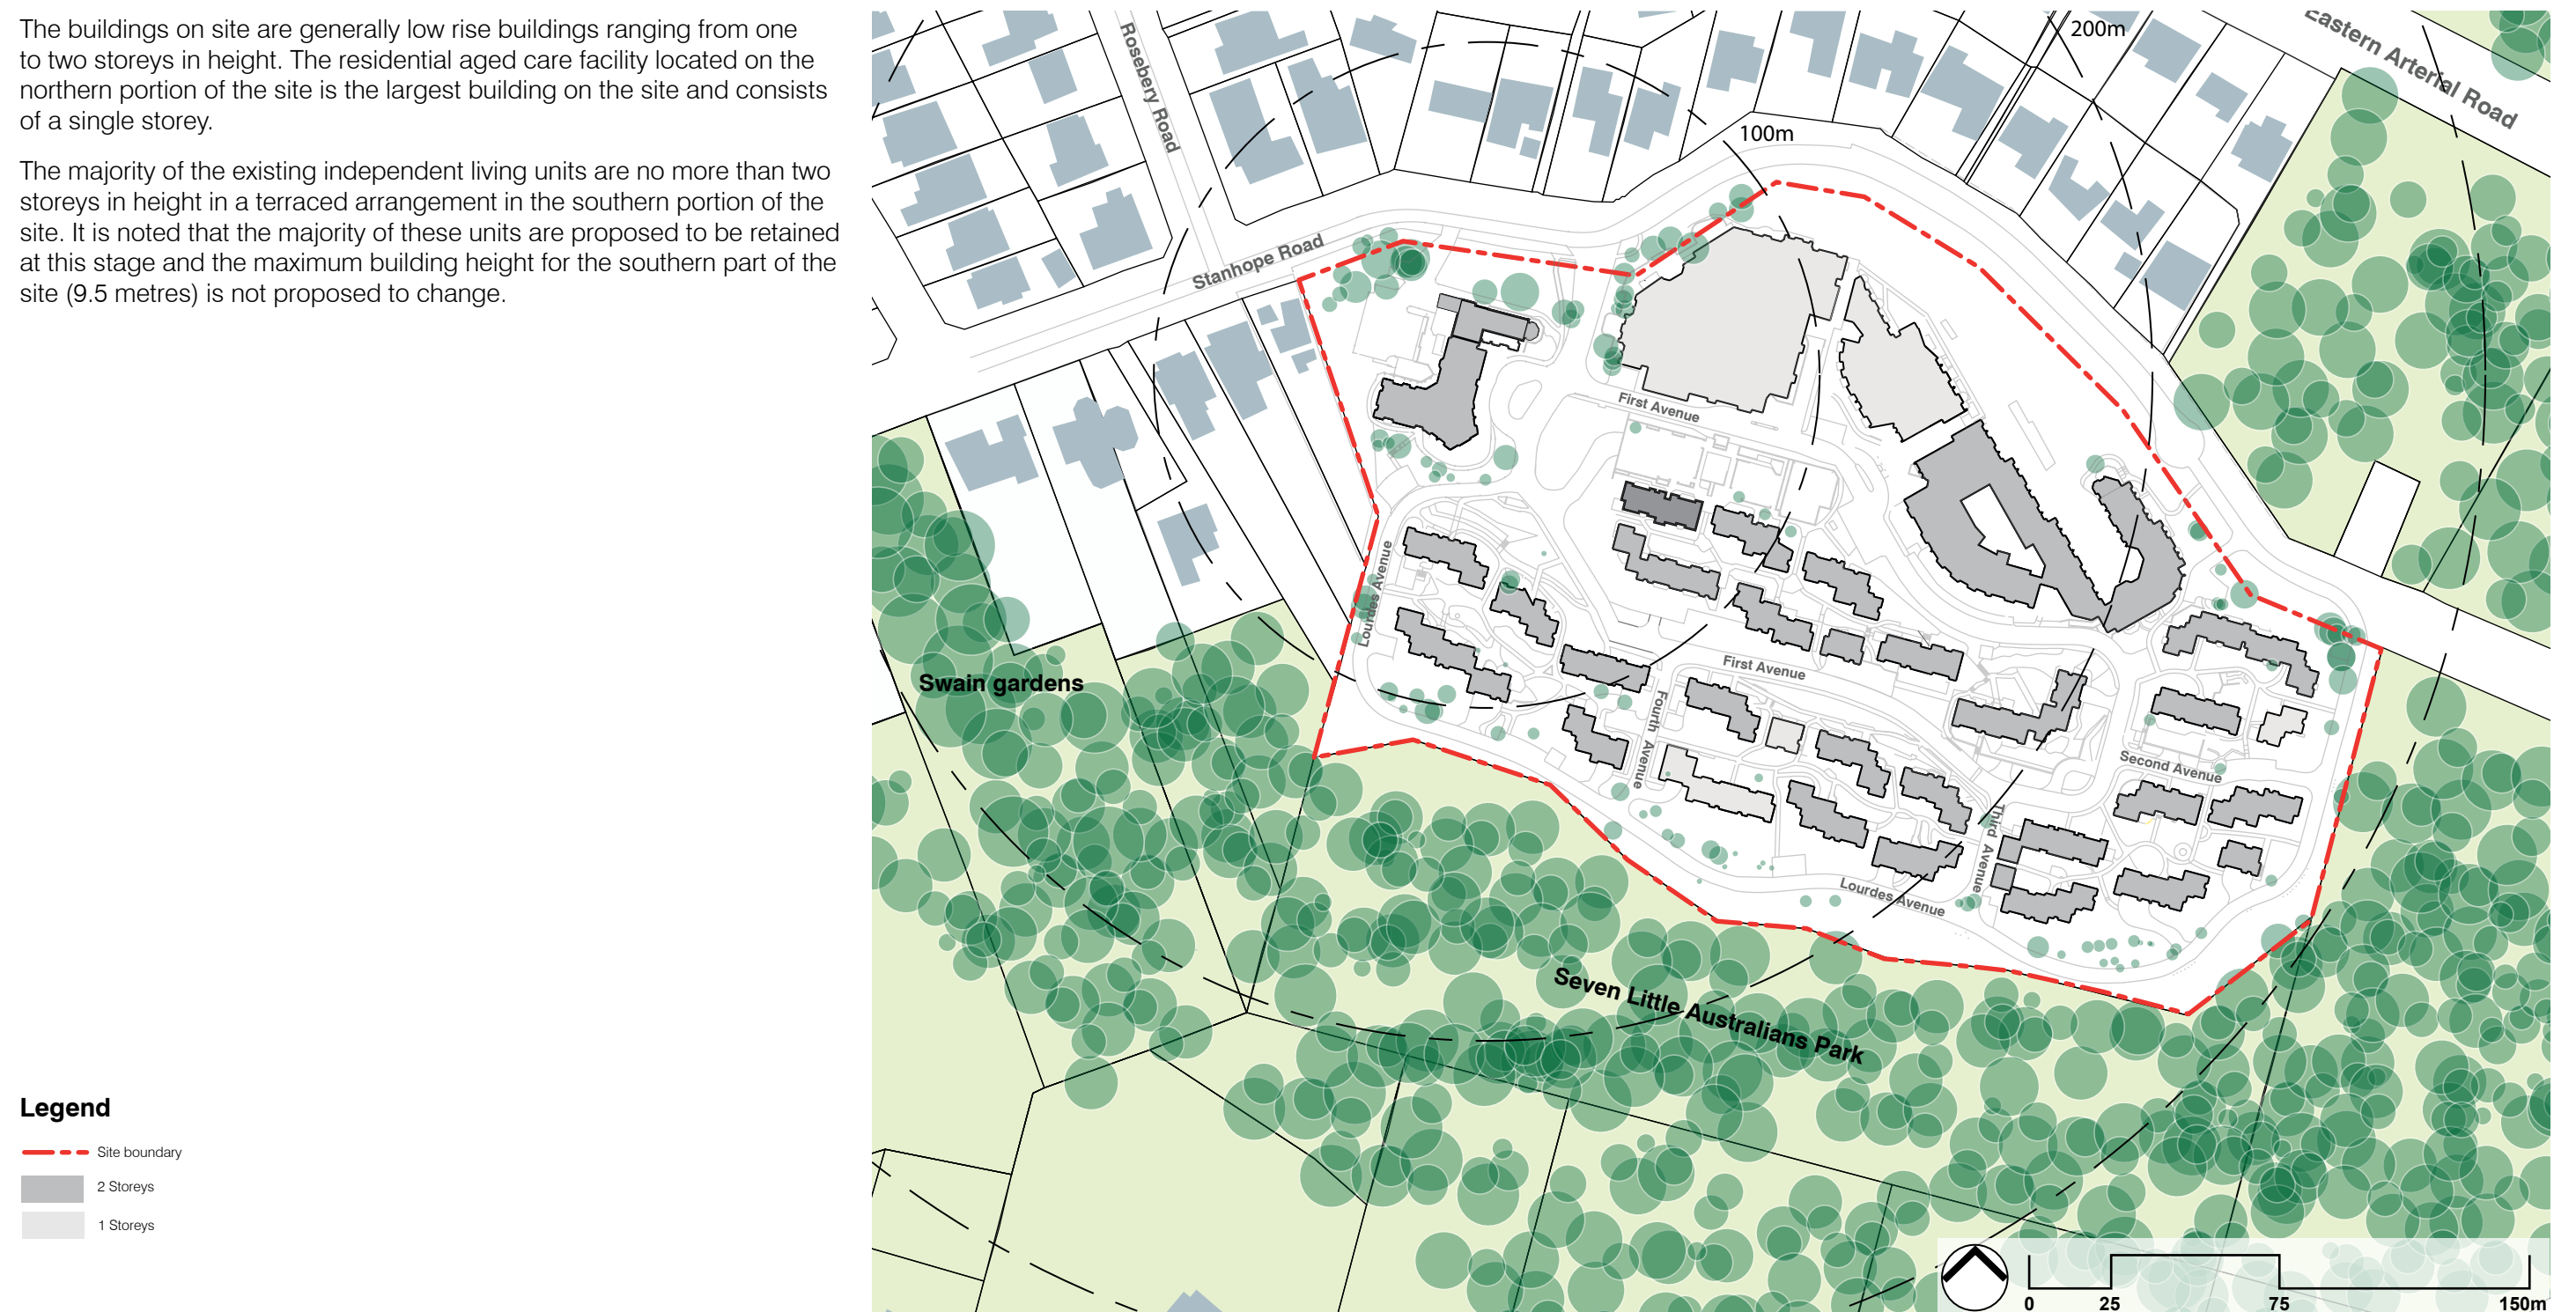 The buildings on site are generally low rise buildings ranging from one
to two storeys in height. The residential aged care facility located on the
northern portion of the site is the largest building on the site and consists
of a single storey.
The majority of the existing independent living units are no more than two
storeys in height in a terraced arrangement in the southern portion of the
site. It is noted that the majority of these units are proposed to be retained
at this stage and the maximum building height for the southern part of the
site (9.5 metres) is not proposed to change.
Legend
Site boundary
2 Storeys
1 Storeys
Rosebery Road
200m
Eastern Arterial Road
100m
Stanhope Road
First Avenue
Lourdes Avenue
Swain gardens
First Avenue
Fourth Avenue
Second Avenue
Third Avenue
Lourdes Avenue
Seven Little Australians Park
0 25 75 150m